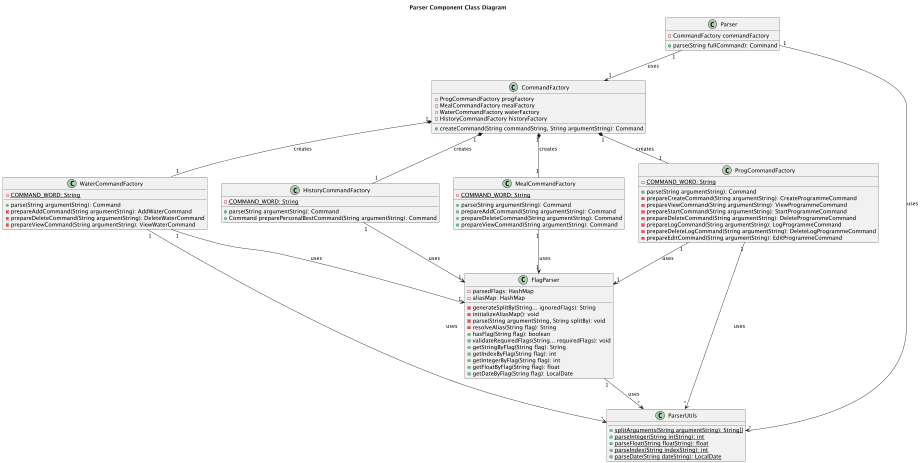 Parser Component Class Diagram
C Parser
CommandFactory commandFactory
parse(String fullCommand): Command
1
1
uses
1
uses
C CommandFactory
ProgCommandFactory progFactory
MealCommandFactory mealFactory
WaterCommandFactory waterFactory
HistoryCommandFactory historyFactory
createCommand(String commandString, String argumentString): Command
1
1
1
1
creates
creates
creates
creates
1
1
1
1
C WaterCommandFactory
COMMAND_WORD: String
parse(String argumentString): Command
prepareAddCommand(String argumentString): AddWaterCommand
prepareDeleteCommand(String argumentString): DeleteWaterCommand
prepareViewCommand(String argumentString): ViewWaterCommand
C HistoryCommandFactory
COMMAND_WORD: String
parse(String argumentString): Command
Command preparePersonalBestCommand(String argumentString): Command
C MealCommandFactory
COMMAND_WORD: String
parse(String argumentString): Command
prepareAddCommand(String argumentString): Command
prepareDeleteCommand(String argumentString): Command
prepareViewCommand(String argumentString): Command
C ProgCommandFactory
COMMAND_WORD: String
parse(String argumentString): Command
prepareCreateCommand(String argumentString): CreateProgrammeCommand
prepareViewCommand(String argumentString): ViewProgrammeCommand
prepareStartCommand(String argumentString): StartProgrammeCommand
prepareDeleteCommand(String argumentString): DeleteProgrammeCommand
prepareLogCommand(String argumentString): LogProgrammeCommand
prepareDeleteLogCommand(String argumentString): DeleteLogProgrammeCommand
prepareEditCommand(String argumentString): EditProgrammeCommand
1
1
1
1
1
1
uses
uses
uses
uses
1
1
1
1
C FlagParser
parsedFlags: HashMap
aliasMap: HashMap
generateSplitBy(String... ignoredFlags): String
initializeAliasMap(): void
parse(String argumentString, String splitBy): void
resolveAlias(String flag): String
hasFlag(String flag): boolean
validateRequiredFlags(String... requiredFlags): void
getStringByFlag(String flag): String
getIndexByFlag(String flag): int
getIntegerByFlag(String flag): int
getFloatByFlag(String flag): float
getDateByFlag(String flag): LocalDate
uses
uses
1
uses
*
*
*
*
C ParserUtils
splitArguments(String argumentString): String[]
parseInteger(String intString): int
parseFloat(String floatString): float
parseIndex(String indexString): int
parseDate(String dateString): LocalDate